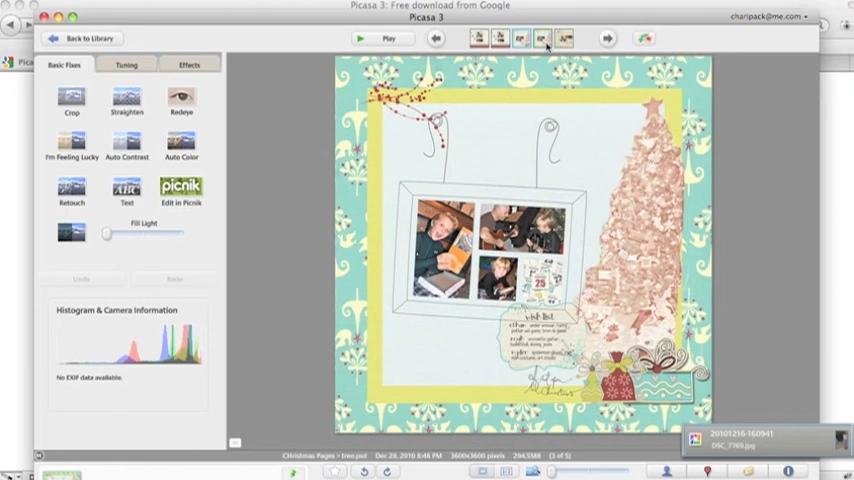 Picasa 3: Free download from Google
Picasa 3
charipack@me.com
Back to Library
Play
Basic Fixes
Tuning
Effects
Crop
Straighten
Redeye
I'm Feeling Lucky
Auto Contrast
Auto Color
Retouch
Text
picnik
Edit in Picnik
Fill Light
Undo
Redo
Histogram & Camera Information
No EXIF data available.
25
wish list
20101216-160941
DSC_7769.jpg
CHristmas Pages > tree.psd
Dec 28, 2010 8:48 PM
3600x3600 pixels
294.5MB
(3 of 5)